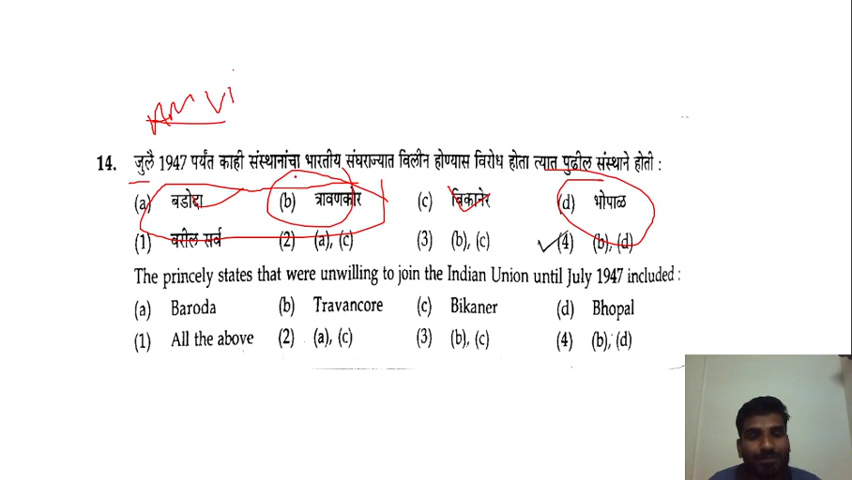 14. जुलै 1947 पर्यंत काही संस्थानांचा भारतीय संघराज्यात विलीन होण्यास विरोध होता त्यात पुढील संस्थाने होती :
(a) बडोदा (b) त्रावणकोर (c) बिकानेर (d) भोपाळ
(1) वरील सर्व (2) (a), (c) (3) (b), (c) (4) (b), (d)
The princely states that were unwilling to join the Indian Union until July 1947 included :
(a) Baroda (b) Travancore (c) Bikaner (d) Bhopal
(1) All the above (2) (a), (c) (3) (b), (c) (4) (b), (d)